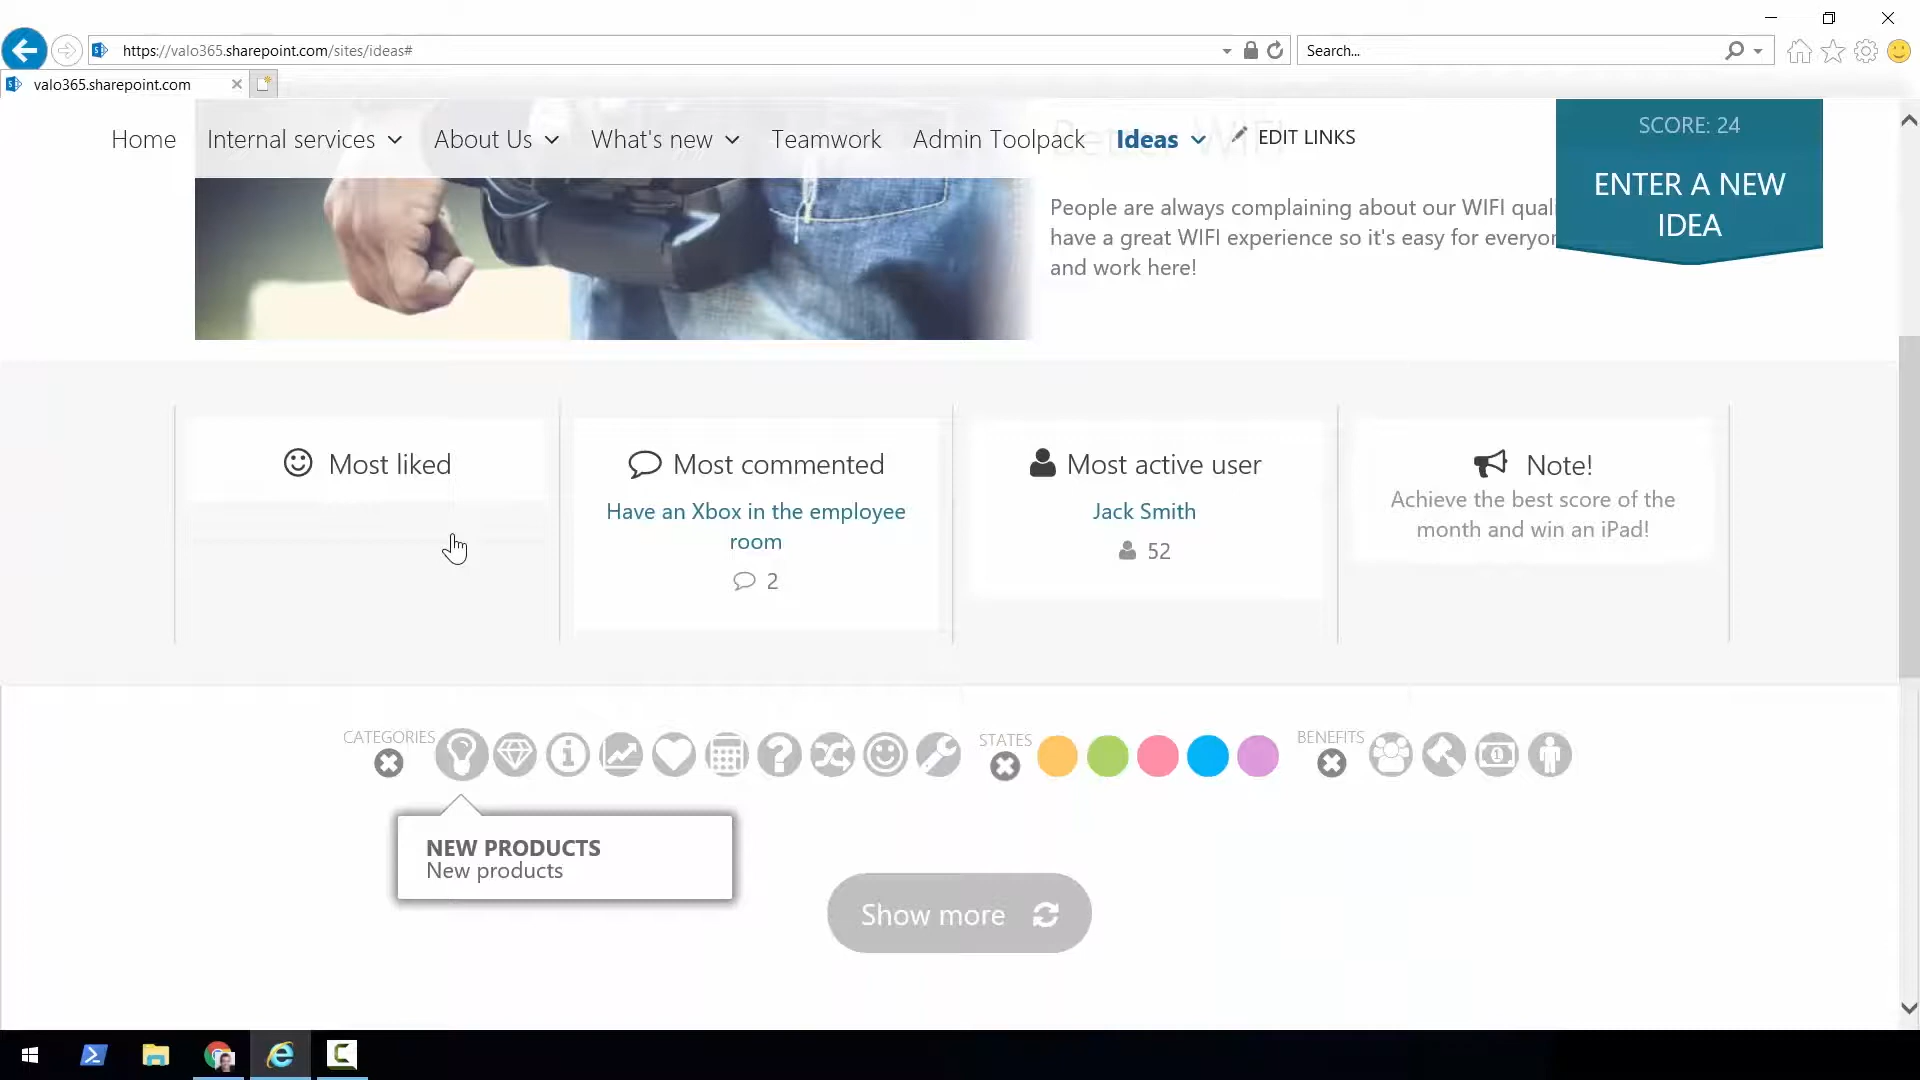 https://valo365.sharepoint.com/sites/ideas#
Search...
valo365.sharepoint.com
Home
Internal services
About Us
What's new
Teamwork
Admin Toolpack
Ideas
EDIT LINKS
Better WIFI
SCORE: 24
ENTER A NEW
IDEA
People are always complaining about our WIFI
have a great WIFI experience so it's easy for
and work here!
Most liked
Most commented
Have an Xbox in the employee
room
2
Most active user
Jack Smith
52
Note!
Achieve the best score of the
month and win an iPad!
CATEGORIES
STATES
BENEFITS
NEW PRODUCTS
New products
Show more